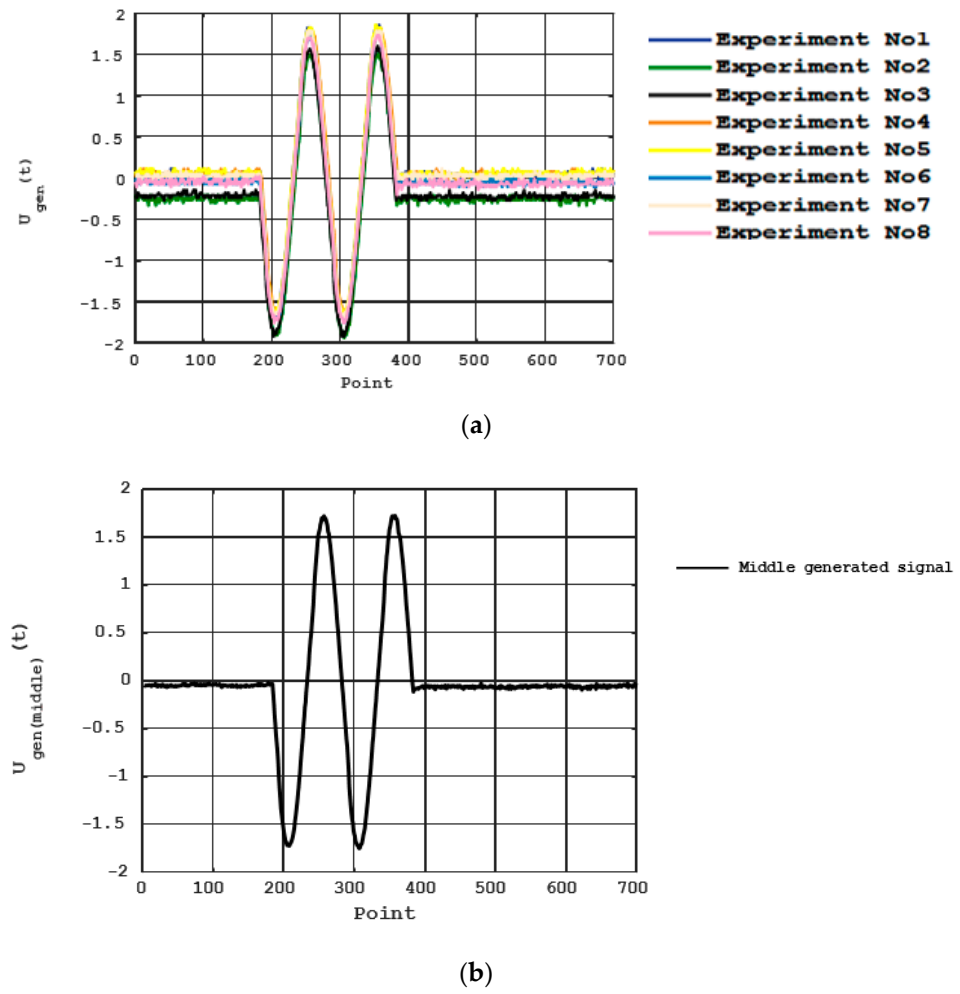 2
1.5
1
0.5
0
-0.5
-1
-1.5
-2
U gen (t)
0 100 200 300 400 500 600 700
Point
Experiment No1
Experiment No2
Experiment No3
Experiment No4
Experiment No5
Experiment No6
Experiment No7
Experiment No8
(a)
2
1.5
1
0.5
0
-0.5
-1
-1.5
-2
U gen(middle) (t)
0 100 200 300 400 500 600 700
Point
Middle generated signal
(b)